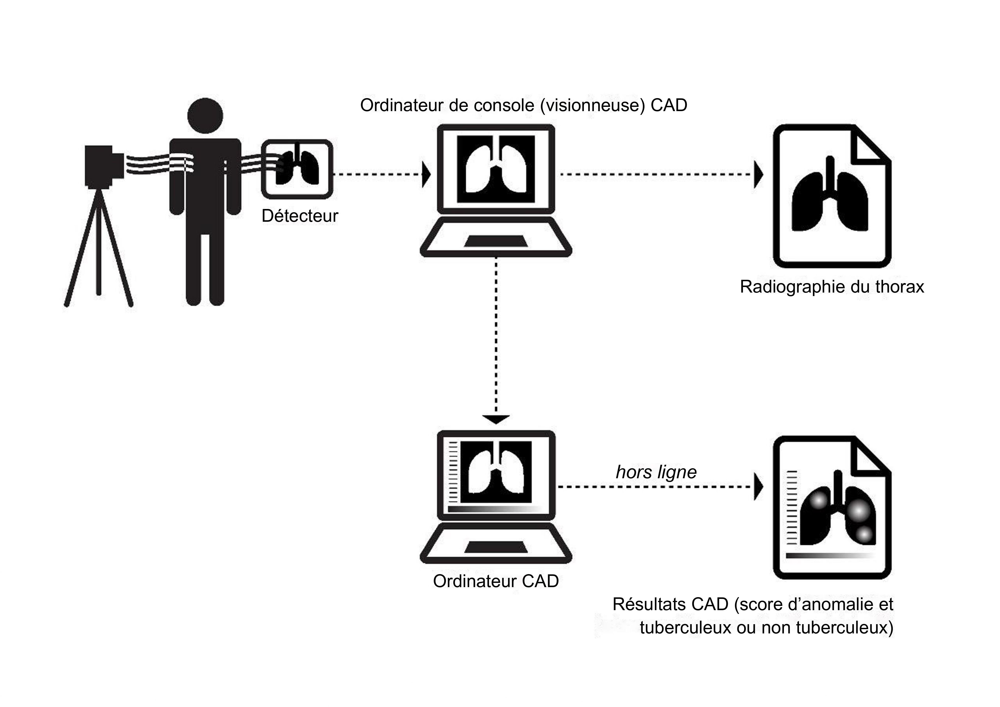 Ordinateur de console (visionneuse) CAD
Détecteur
Radiographie du thorax
hors ligne
Ordinateur CAD
Résultats CAD (score d’anomalie et
tuberculeux ou non tuberculeux)